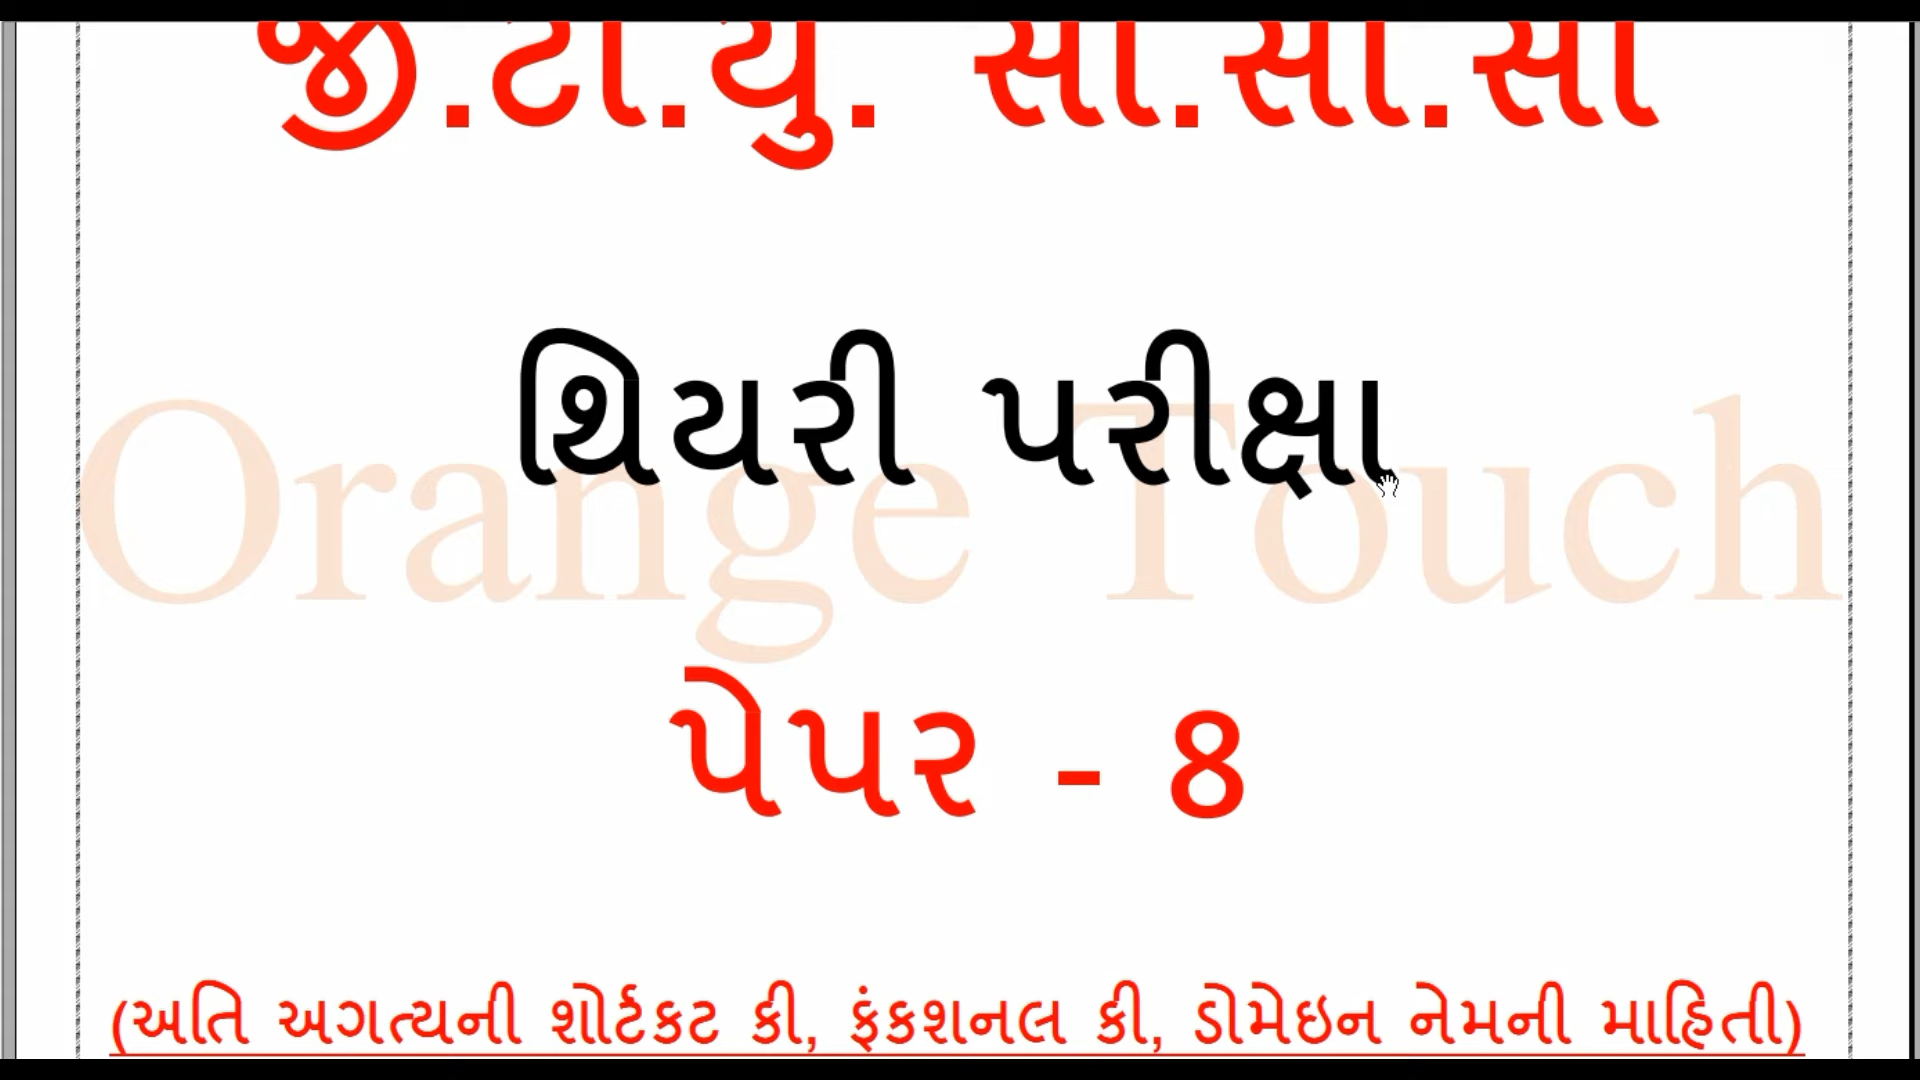 જી.ટી.યુ. સી.સી.સી
થિયરી પરીક્ષા
Orange Touch
પેપર - 8
(અતિ અગત્યની શોર્ટકટ કી, ફંકશનલ કી, ડોમેઇન નેમની માહિતી)